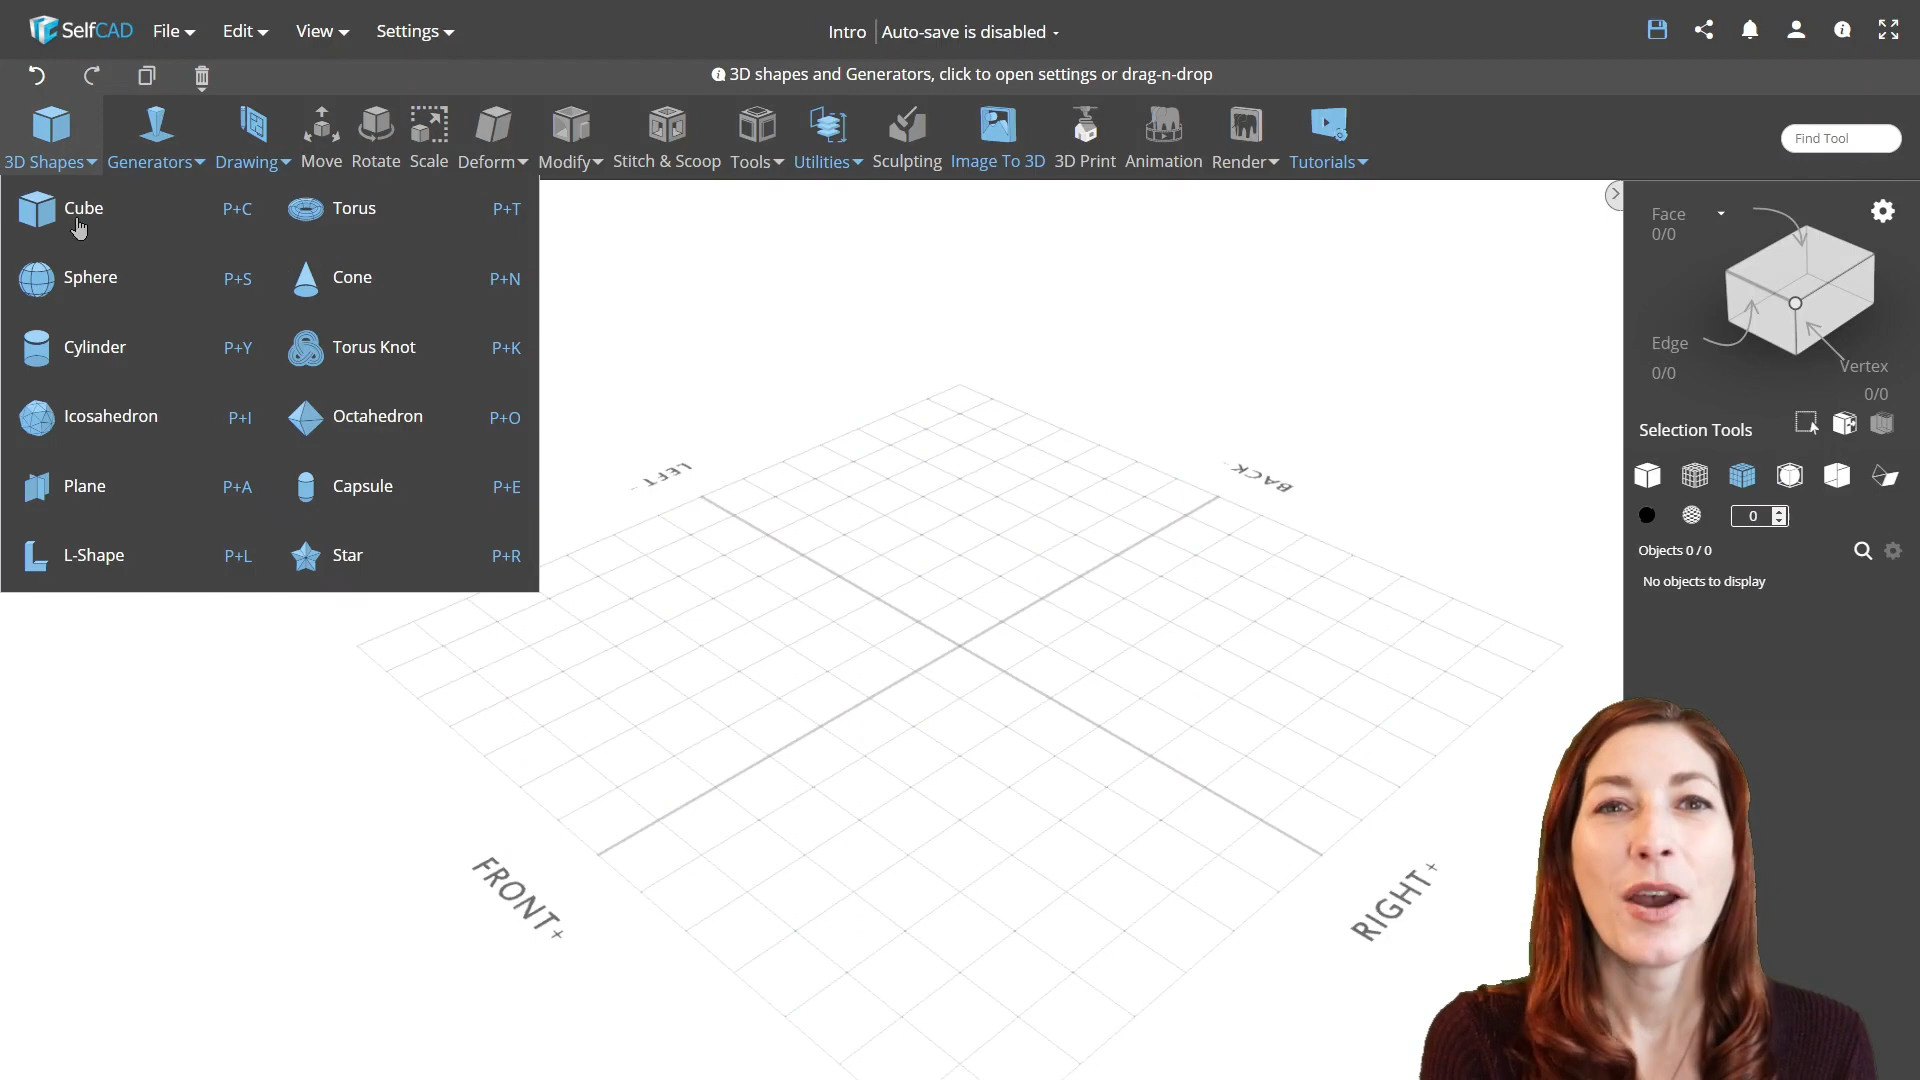 SelfCAD File Edit View Settings Intro Auto-save is disabled
3D shapes and Generators, click to open settings or drag-n-drop
3D Shapes Generators Drawing Move Rotate Scale Deform Modify Stitch & Scoop Tools Utilities Sculpting Image To 3D 3D Print Animation Render Tutorials Find Tool
Cube P+C Torus P+T
Sphere P+S Cone P+N
Cylinder P+Y Torus Knot P+K
Icosahedron P+I Octahedron P+O
Plane P+A Capsule P+E
L-Shape P+L Star P+R
LEFT -
BACK -
FRONT+
RIGHT+
Face
0/0
Edge
0/0
Vertex
0/0
Selection Tools
0
Objects 0 / 0
No objects to display